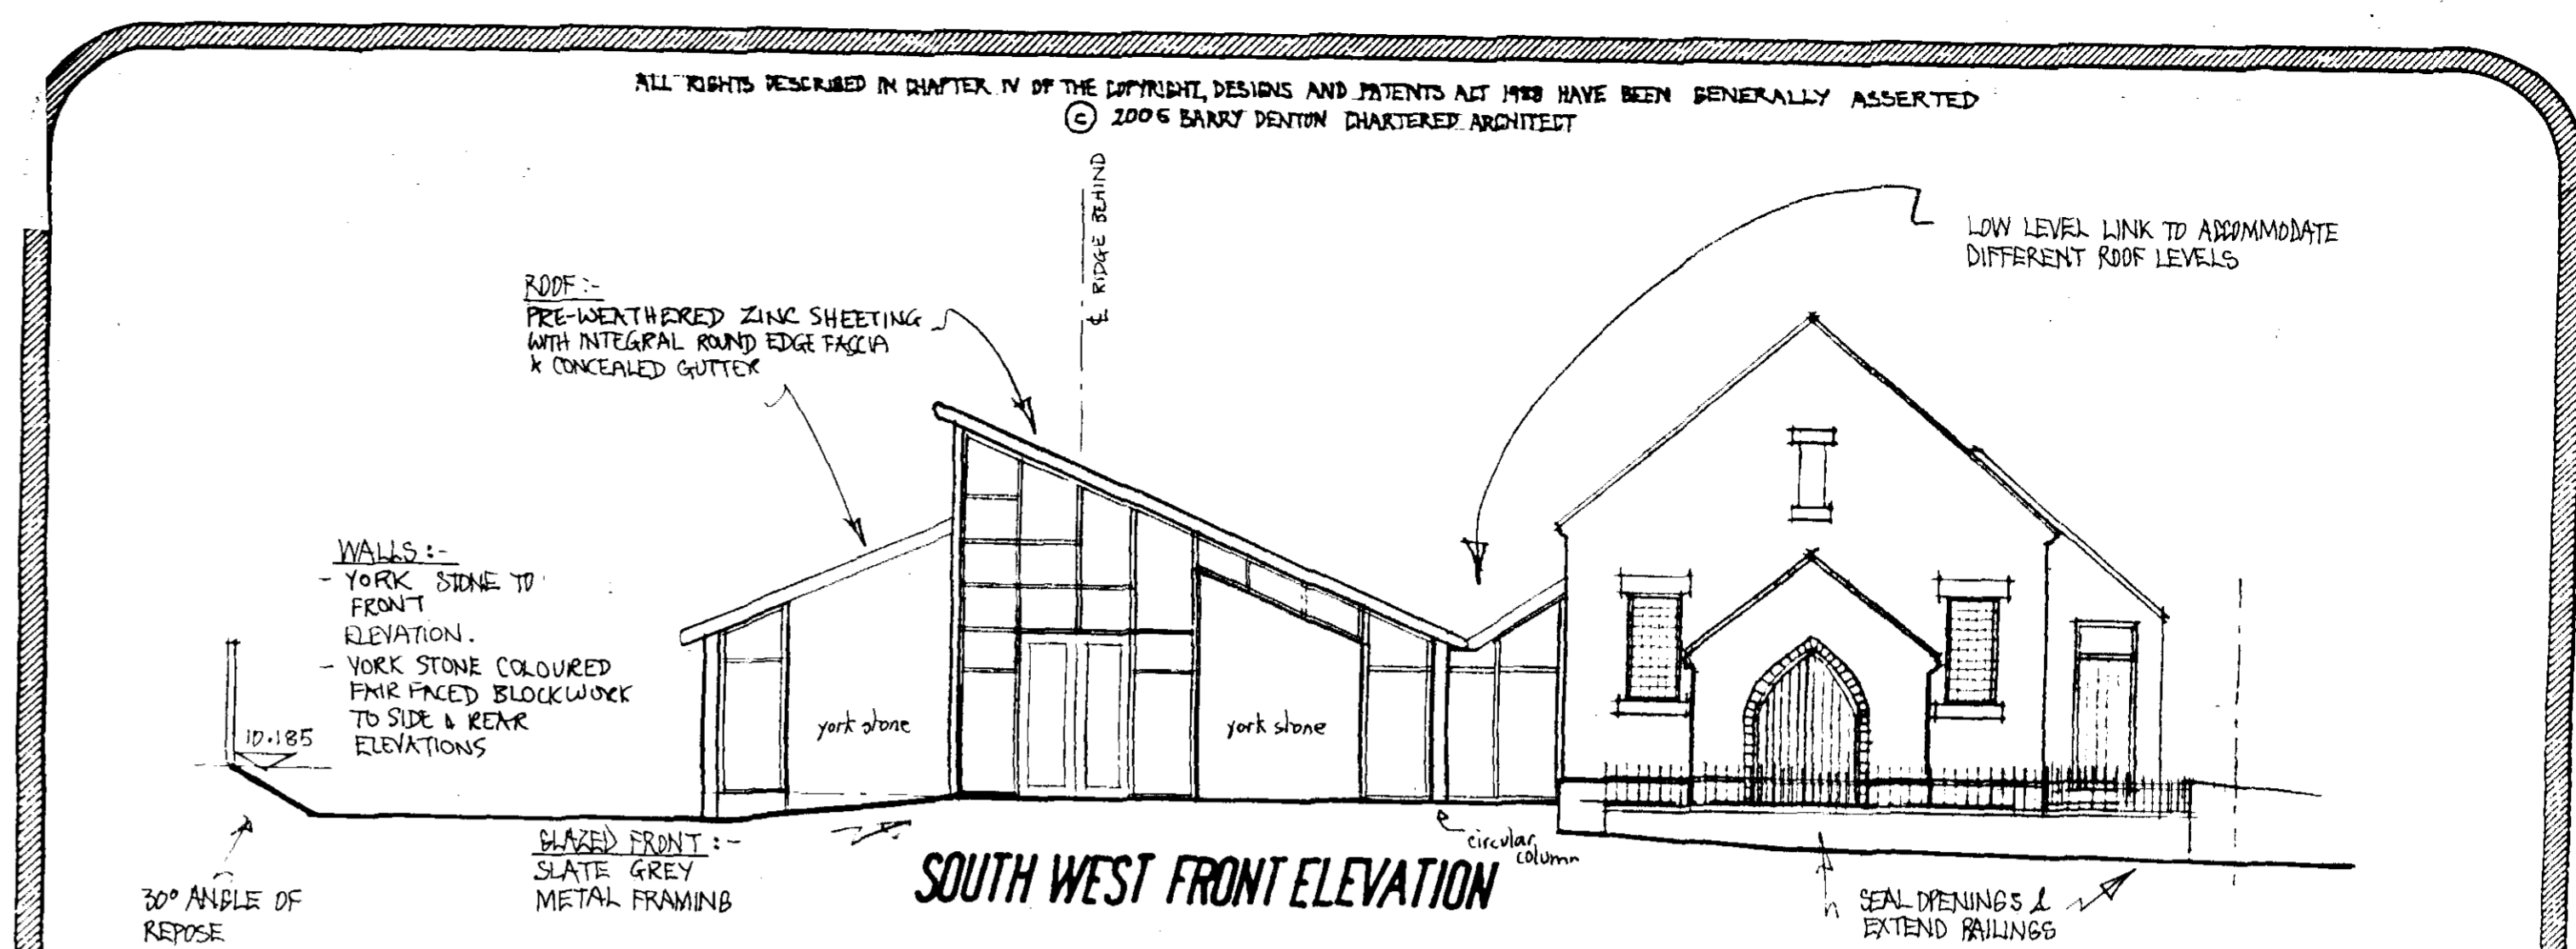 ALL RIGHTS DESCRIBED IN CHAPTER IV OF THE COPYRIGHT, DESIGNS AND PATENTS ACT 1988 HAVE BEEN GENERALLY ASSERTED
© 2006 BARRY DENTON CHARTERED ARCHITECT
℄ RIDGE BEHIND
LOW LEVEL LINK TO ACCOMMODATE
DIFFERENT ROOF LEVELS
ROOF :-
PRE-WEATHERED ZINC SHEETING
WITH INTEGRAL ROUND EDGE FASCIA
& CONCEALED GUTTER
WALLS :-
- YORK STONE TO
FRONT
ELEVATION.
- YORK STONE COLOURED
FAIR FACED BLOCKWORK
TO SIDE & REAR
ELEVATIONS
10.185
york stone
york stone
30° ANGLE OF
REPOSE
GLAZED FRONT :-
SLATE GREY
METAL FRAMING
SOUTH WEST FRONT ELEVATION
circular
column
SEAL OPENINGS &
EXTEND RAILINGS